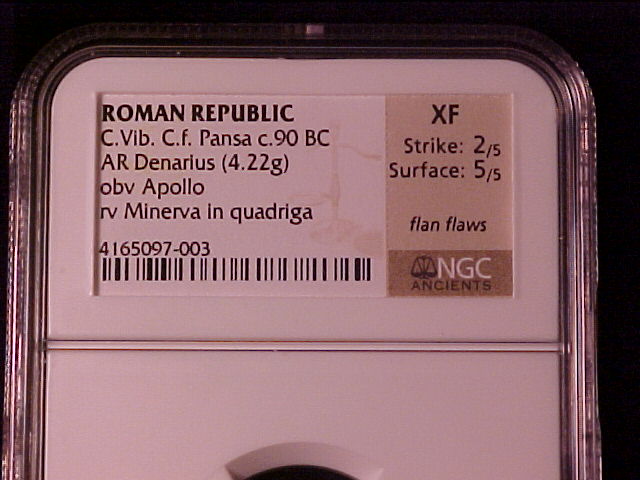 ROMAN REPUBLIC
C.Vib. C.f. Pansa c.90 BC
AR Denarius (4.22g)
obv Apollo
rv Minerva in quadriga
4165097-003
XF
Strike: 2/5
Surface: 5/5
flan flaws
NGC
ANCIENTS